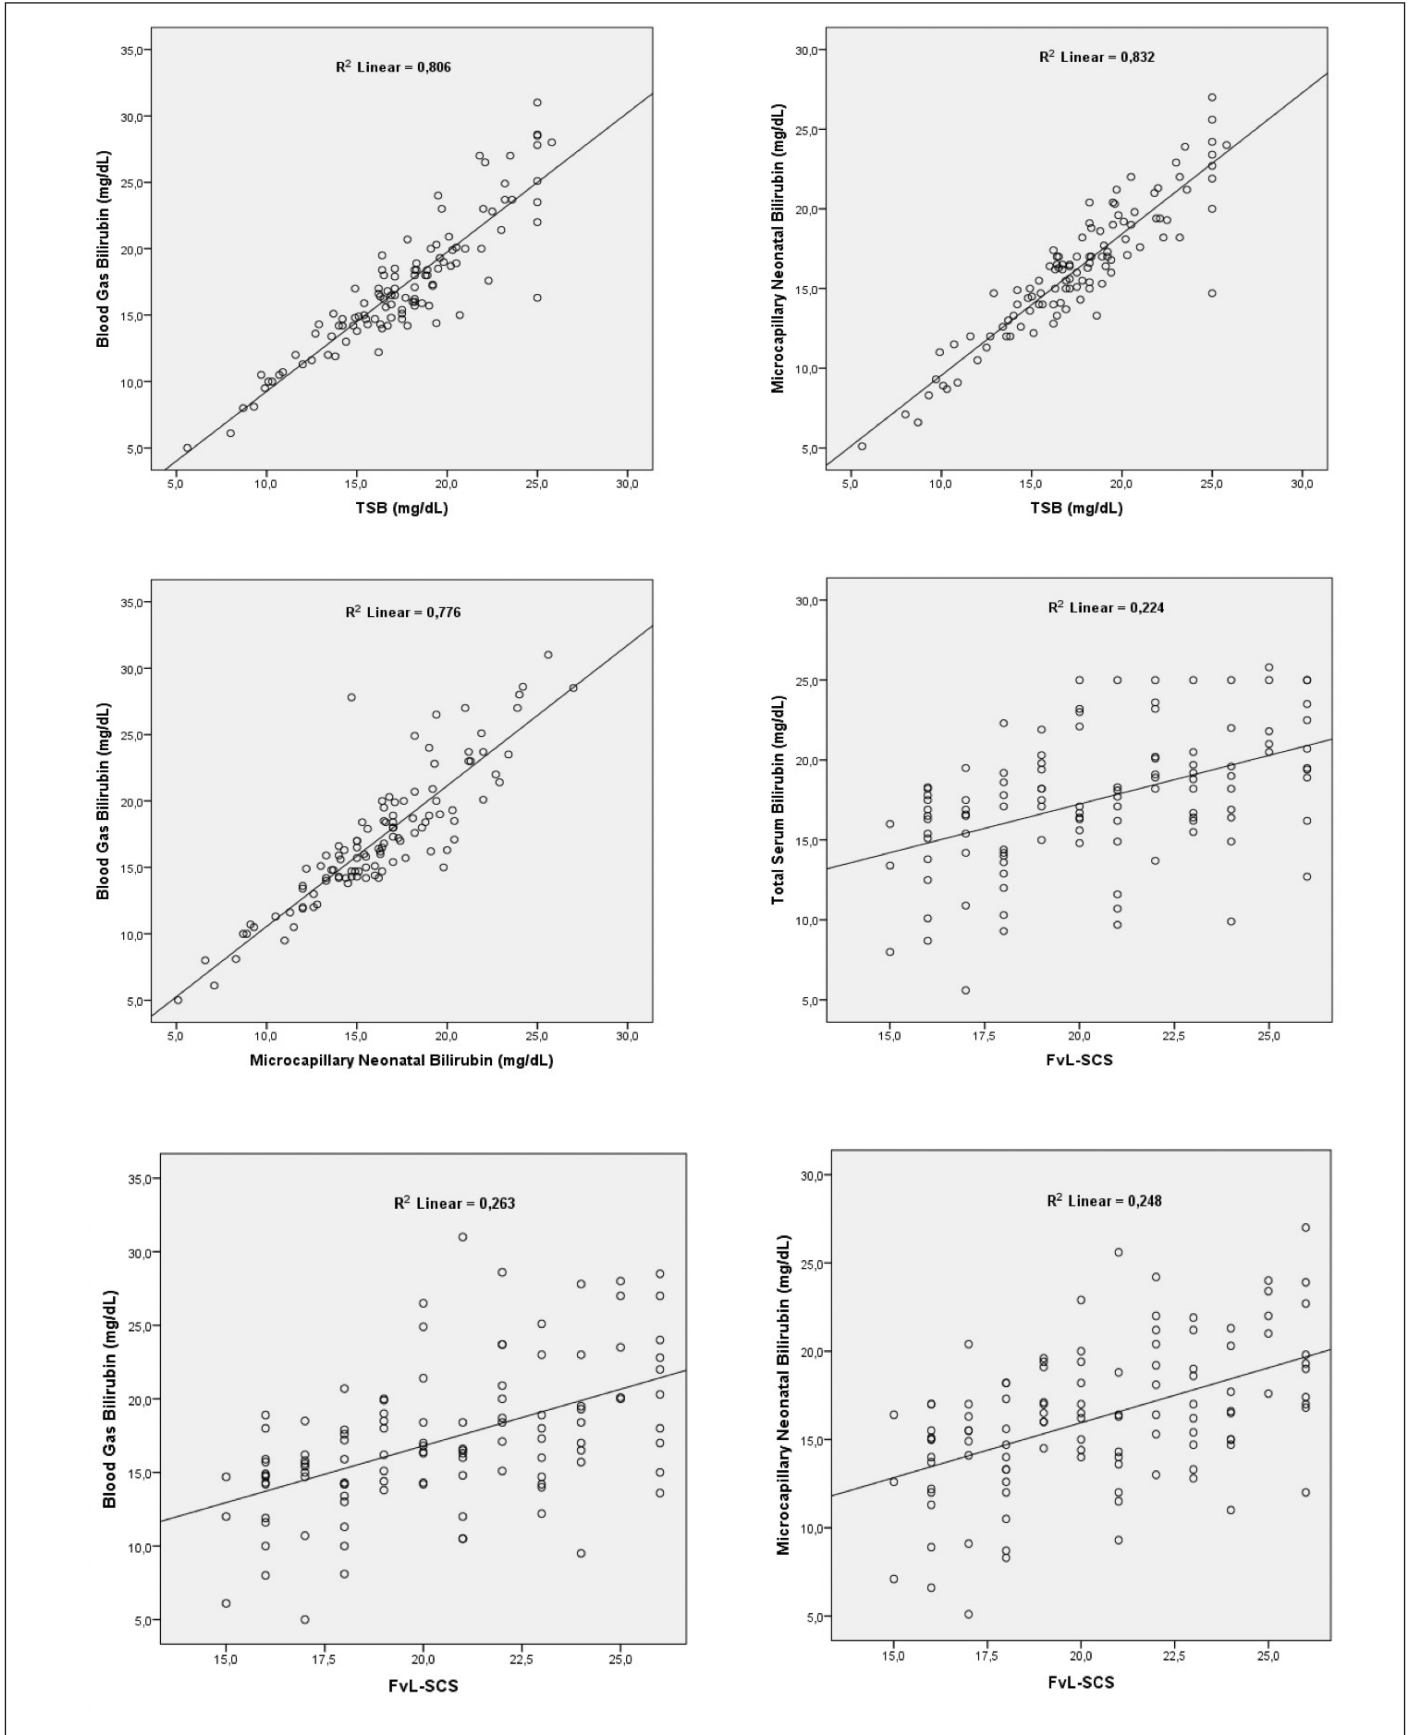 R² Linear = 0,806
Blood Gas Bilirubin (mg/dL)
35,0
30,0
25,0
20,0
15,0
10,0
5,0
5,0 10,0 15,0 20,0 25,0 30,0
TSB (mg/dL)
R² Linear = 0,832
Microcapillary Neonatal Bilirubin (mg/dL)
30,0
25,0
20,0
15,0
10,0
5,0
5,0 10,0 15,0 20,0 25,0 30,0
TSB (mg/dL)
R² Linear = 0,776
Blood Gas Bilirubin (mg/dL)
35,0
30,0
25,0
20,0
15,0
10,0
5,0
5,0 10,0 15,0 20,0 25,0 30,0
Microcapillary Neonatal Bilirubin (mg/dL)
R² Linear = 0,224
Total Serum Bilirubin (mg/dL)
30,0
25,0
20,0
15,0
10,0
5,0
15,0 17,5 20,0 22,5 25,0
FvL-SCS
R² Linear = 0,263
Blood Gas Bilirubin (mg/dL)
35,0
30,0
25,0
20,0
15,0
10,0
5,0
15,0 17,5 20,0 22,5 25,0
FvL-SCS
R² Linear = 0,248
Microcapillary Neonatal Bilirubin (mg/dL)
30,0
25,0
20,0
15,0
10,0
5,0
15,0 17,5 20,0 22,5 25,0
FvL-SCS